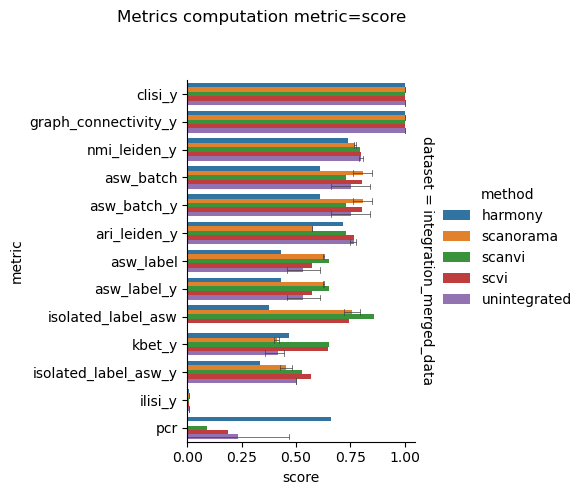 Metrics computation metric=score
clisi_y
graph_connectivity_y
nmi_leiden_y
asw_batch
asw_batch_y
ari_leiden_y
asw_label
asw_label_y
isolated_label_asw
kbet_y
isolated_label_asw_y
ilisi_y
pcr
metric
0.00 0.25 0.50 0.75 1.00
score
dataset = integration_merged_data
method
harmony
scanorama
scanvi
scvi
unintegrated